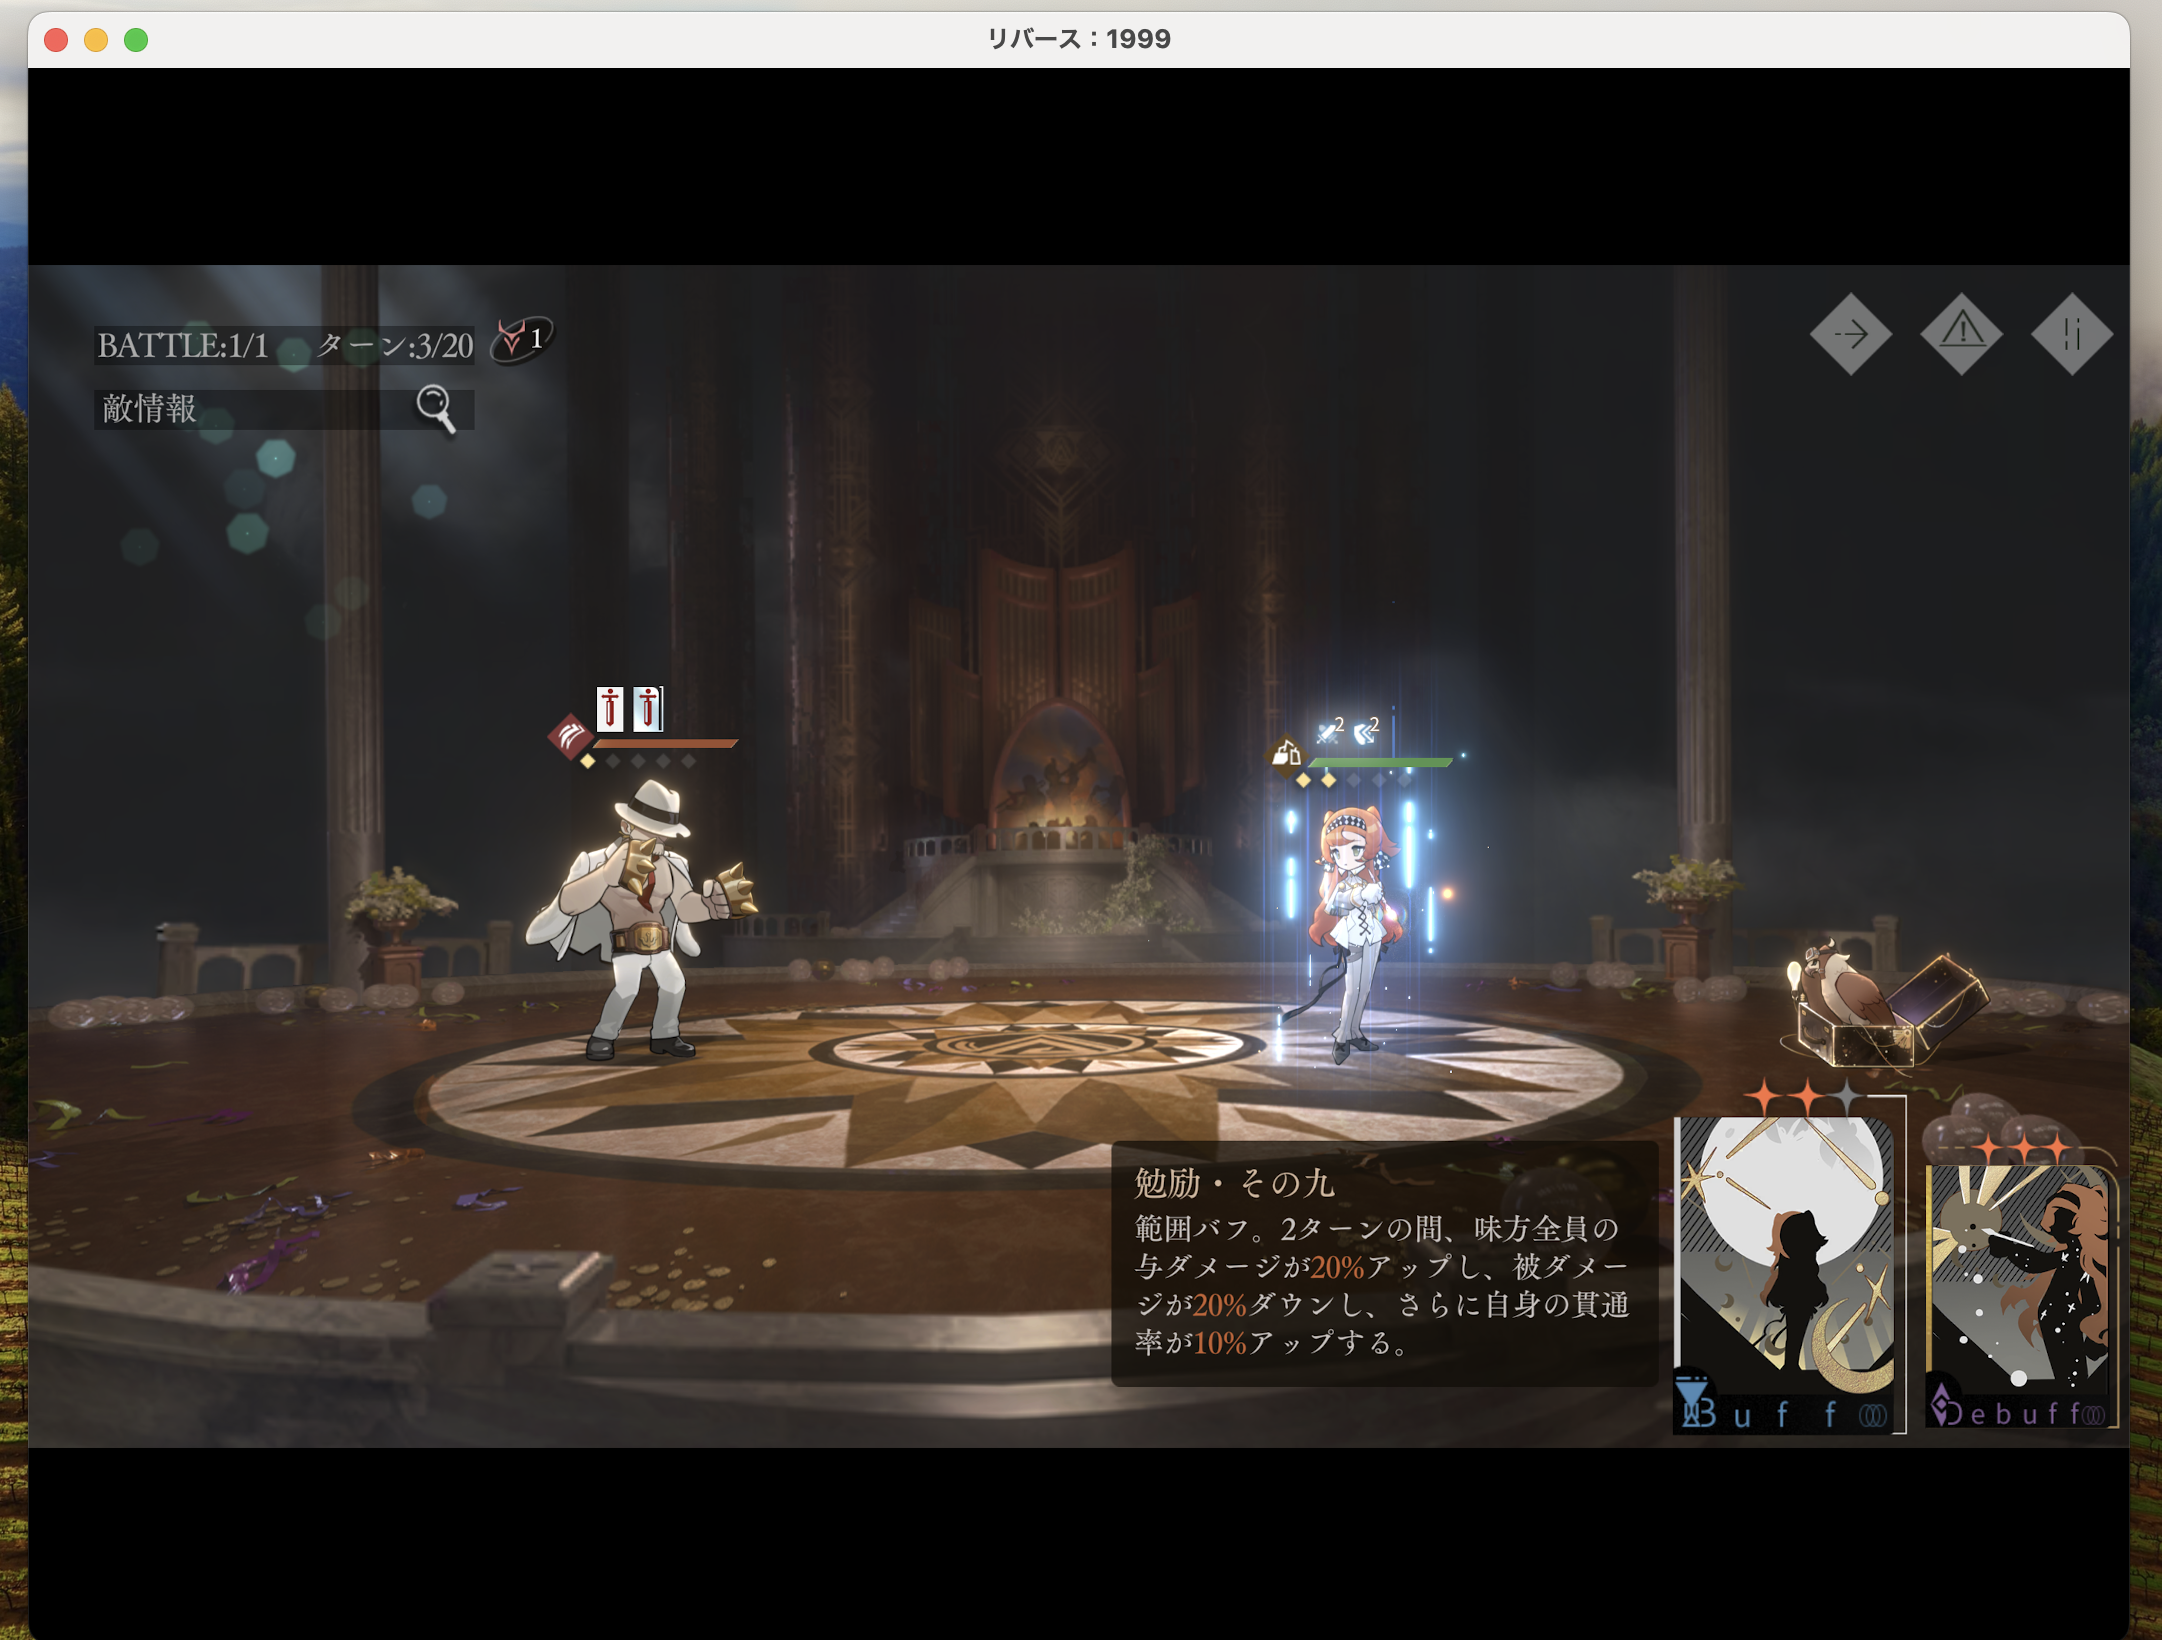 リバース：1999
BATTLE:1/1 ターン:3/20 1
敵情報
2 2
勉励・その九
範囲バフ。2ターンの間、味方全員の
与ダメージが20%アップし、被ダメー
ジが20%ダウンし、さらに自身の貫通
率が10%アップする。
Buff
Debuff